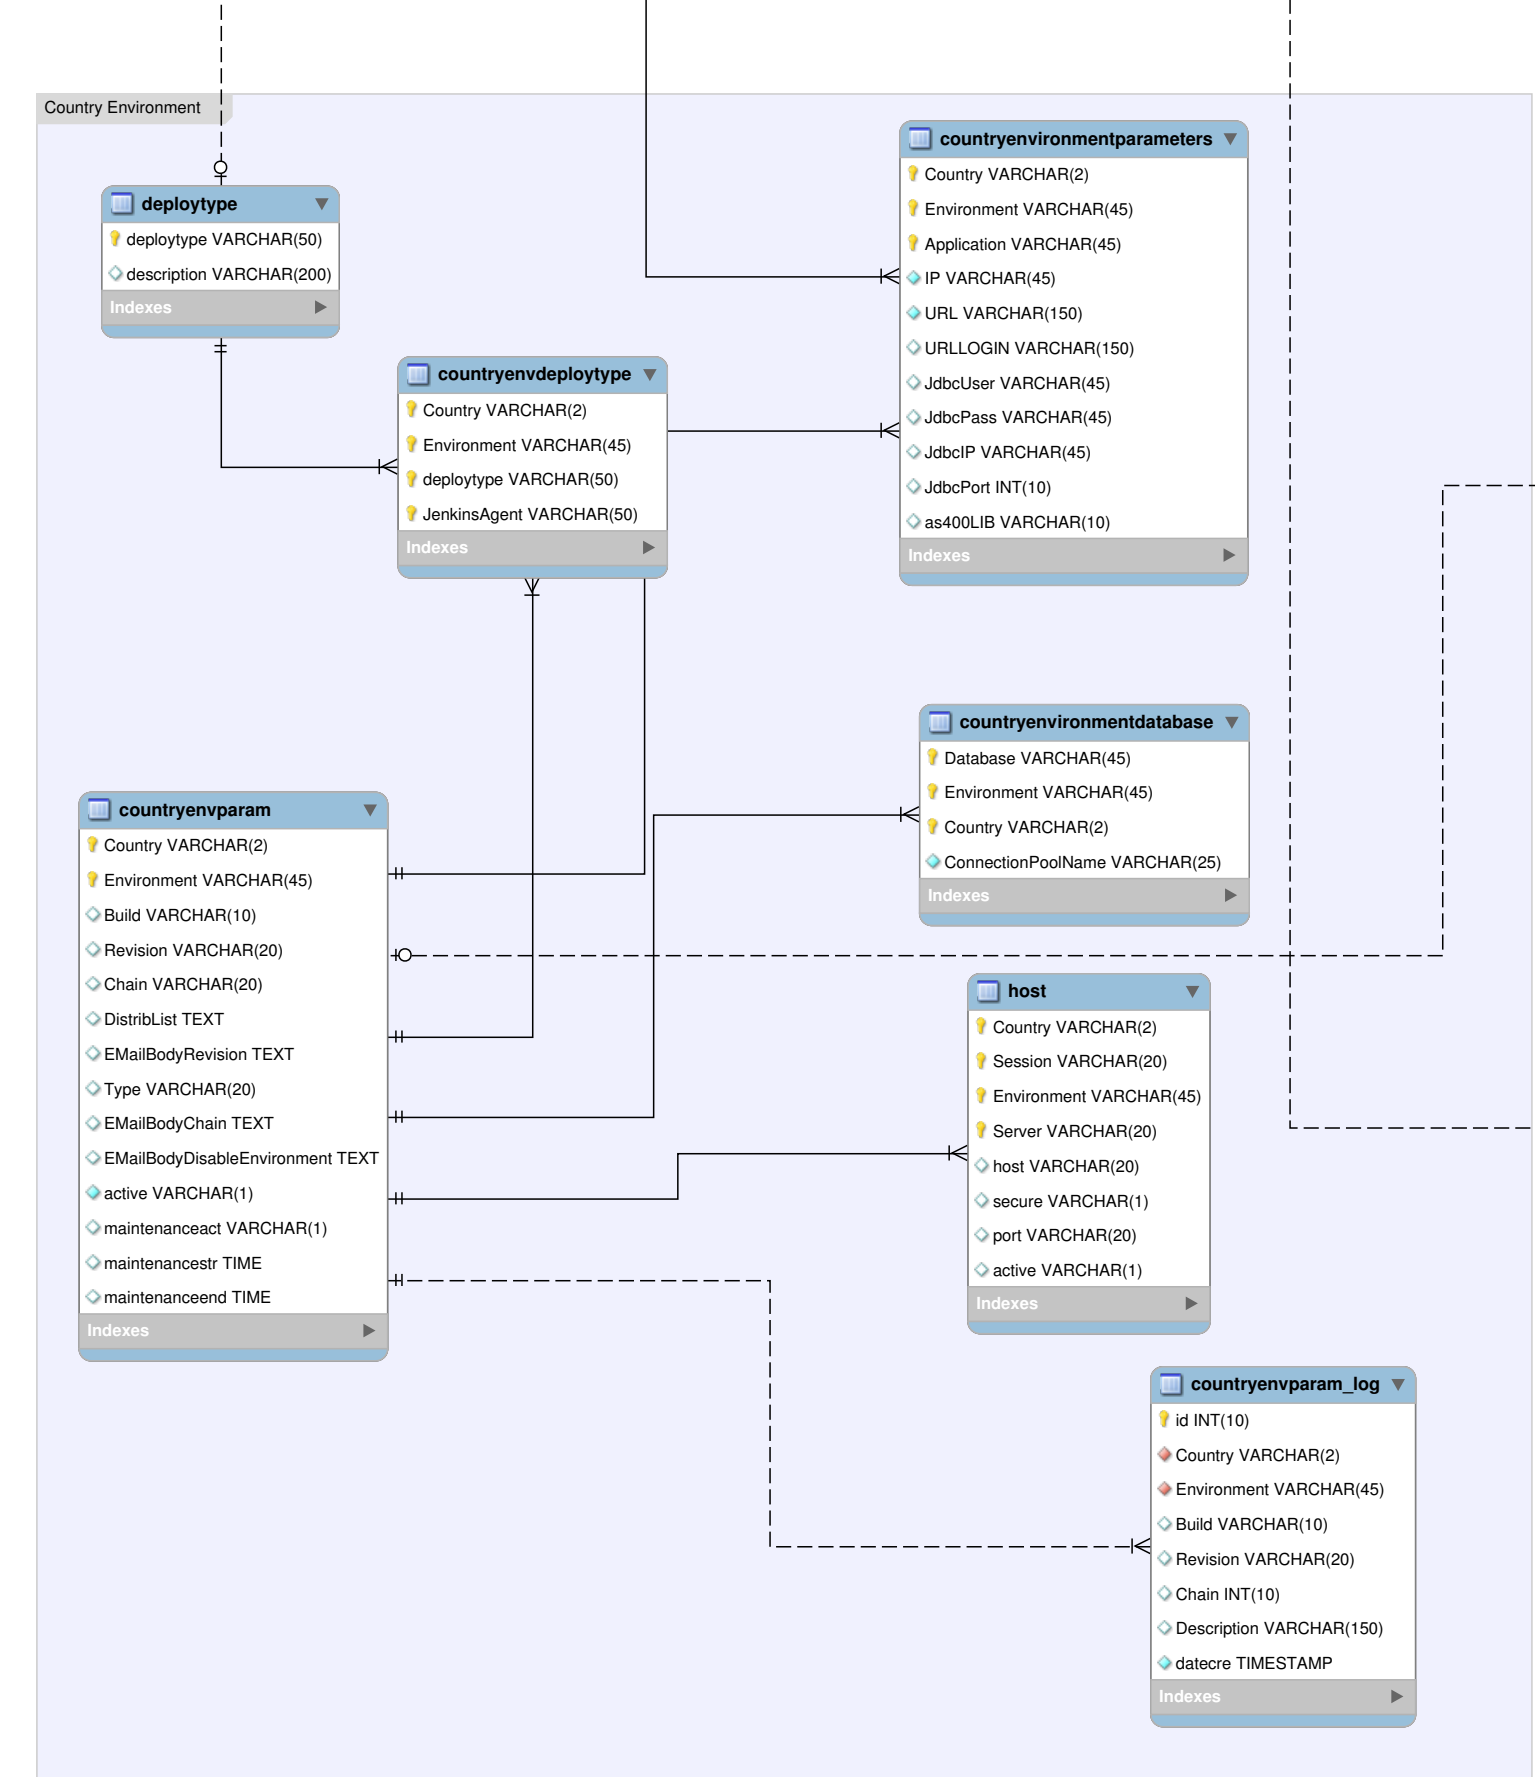 Country Environment
deploytype
deploytype VARCHAR(50)
description VARCHAR(200)
Indexes
countryenvironmentparameters
Country VARCHAR(2)
Environment VARCHAR(45)
Application VARCHAR(45)
IP VARCHAR(45)
URL VARCHAR(150)
URLLOGIN VARCHAR(150)
JdbcUser VARCHAR(45)
JdbcPass VARCHAR(45)
JdbcIP VARCHAR(45)
JdbcPort INT(10)
as400LIB VARCHAR(10)
Indexes
countryenvdeploytype
Country VARCHAR(2)
Environment VARCHAR(45)
deploytype VARCHAR(50)
JenkinsAgent VARCHAR(50)
Indexes
countryenvironmentdatabase
Database VARCHAR(45)
Environment VARCHAR(45)
Country VARCHAR(2)
ConnectionPoolName VARCHAR(25)
Indexes
countryenvparam
Country VARCHAR(2)
Environment VARCHAR(45)
Build VARCHAR(10)
Revision VARCHAR(20)
Chain VARCHAR(20)
DistribList TEXT
EMailBodyRevision TEXT
Type VARCHAR(20)
EMailBodyChain TEXT
EMailBodyDisableEnvironment TEXT
active VARCHAR(1)
maintenanceact VARCHAR(1)
maintenancestr TIME
maintenanceend TIME
Indexes
host
Country VARCHAR(2)
Session VARCHAR(20)
Environment VARCHAR(45)
Server VARCHAR(20)
host VARCHAR(20)
secure VARCHAR(1)
port VARCHAR(20)
active VARCHAR(1)
Indexes
countryenvparam_log
id INT(10)
Country VARCHAR(2)
Environment VARCHAR(45)
Build VARCHAR(10)
Revision VARCHAR(20)
Chain INT(10)
Description VARCHAR(150)
datecre TIMESTAMP
Indexes